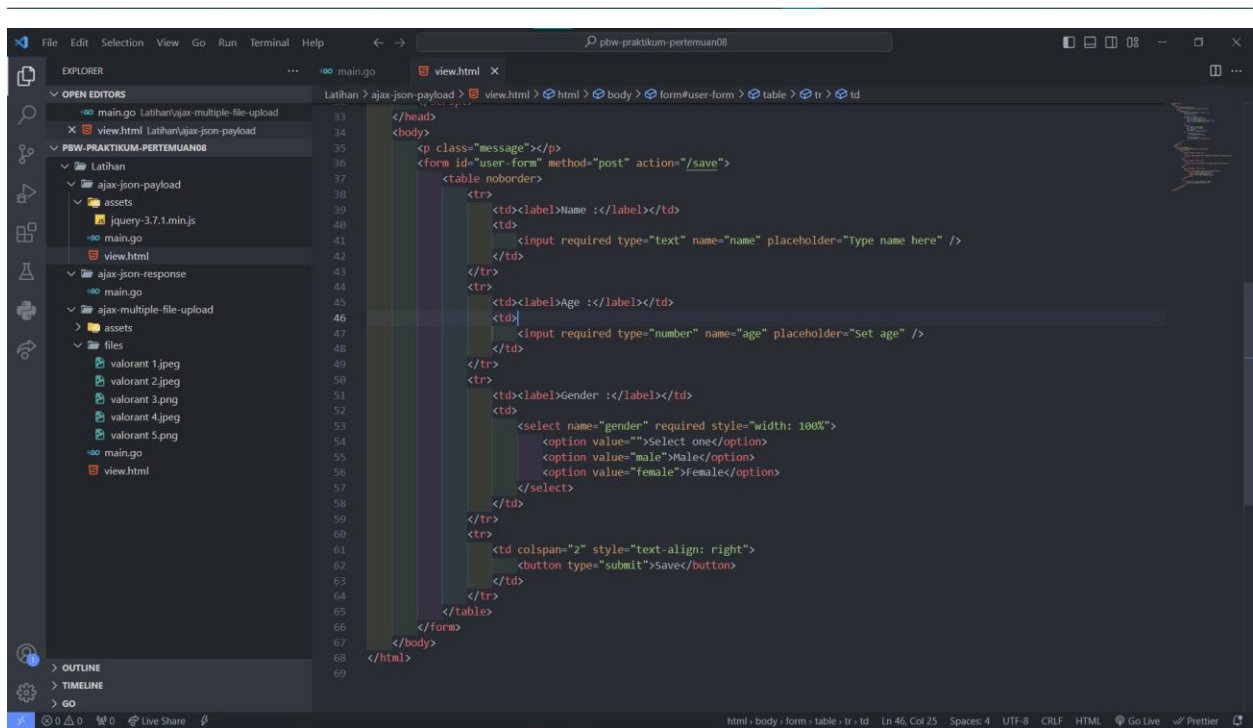 File Edit Selection View Go Run Terminal Help
pbw-praktikum-pertemuan08
EXPLORER
main.go
view.html
OPEN EDITORS
main.go Latihan\ajax-multiple-file-upload
view.html Latihan\ajax-json-payload
PBW-PRAKTIKUM-PERTEMUAN08
Latihan
ajax-json-payload
assets
jquery-3.7.1.min.js
main.go
view.html
ajax-json-response
main.go
ajax-multiple-file-upload
assets
files
valorant 1.jpeg
valorant 2.jpeg
valorant 3.png
valorant 4.jpeg
valorant 5.png
main.go
view.html
OUTLINE
TIMELINE
GO
Latihan > ajax-json-payload > view.html > html > body > form#user-form > table > tr > td
33 </head>
34 <body>
35 <p class="message"></p>
36 <form id="user-form" method="post" action="/save">
37 <table noborder>
38 <tr>
39 <td><label>Name :</label></td>
40 <td>
41 <input required type="text" name="name" placeholder="Type name here" />
42 </td>
43 </tr>
44 <tr>
45 <td><label>Age :</label></td>
46 <td>
47 <input required type="number" name="age" placeholder="Set age" />
48 </td>
49 </tr>
50 <tr>
51 <td><label>Gender :</label></td>
52 <td>
53 <select name="gender" required style="width: 100%">
54 <option value="">Select one</option>
55 <option value="male">Male</option>
56 <option value="female">Female</option>
57 </select>
58 </td>
59 </tr>
60 <tr>
61 <td colspan="2" style="text-align: right">
62 <button type="submit">Save</button>
63 </td>
64 </tr>
65 </table>
66 </form>
67 </body>
68 </html>
69
1
0 0 0 Live Share
html > body > form > table > tr > td Ln 46, Col 25 Spaces: 4 UTF-8 CRLF HTML Go Live Prettier